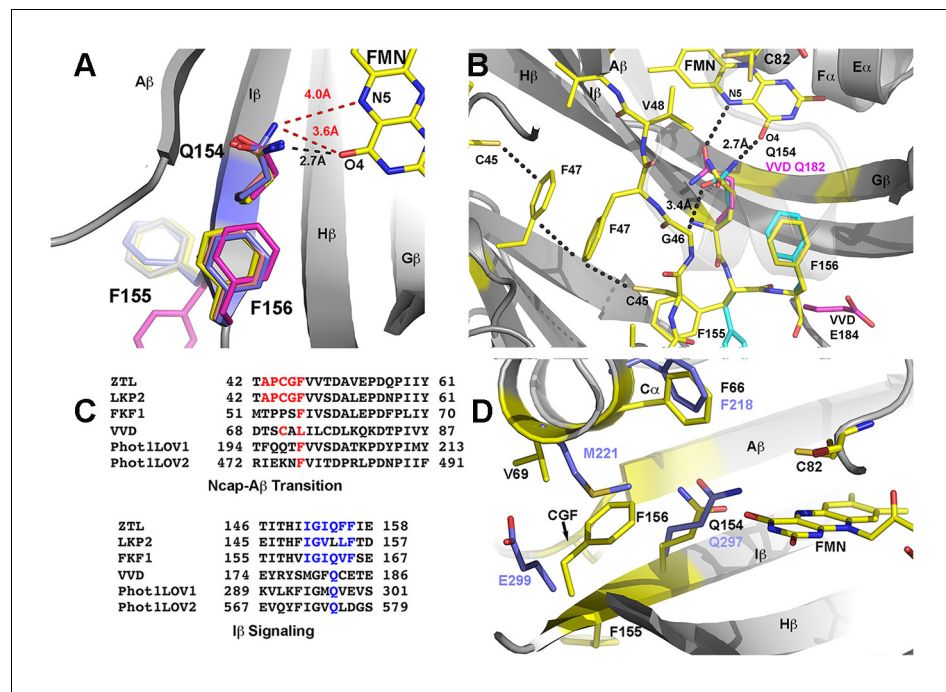 A
Aβ
Iβ
FMN
4.0A
N5
3.6A
Q154
2.7A
O4
Hβ
Gβ
F155
F156
B
Hβ
Aβ
Iβ
FMN
C82
Fα
Eα
N5
V48
O4
2.7Å
Q154
VVD Q182
C45
F47
Gβ
3.4Å
F47
G46
F156
C45
F155
VVD
E184
C
ZTL 42 TAPCGFVVTDAVEPDQPIIY 61
LKP2 42 TAPCGFVVSDALEPDNPIIY 61
FKF1 51 MTPPSFIVSDALEPDFPLIY 70
VVD 68 DTSCALILCDLKQKDTPIVY 87
Phot1LOV1 194 TFQQTFVVSDATKPDYPIMY 213
Phot1LOV2 472 RIEKNFVITDPRLPDNPIIF 491
Ncap-Aβ Transition
ZTL 146 TITHIIGIQFFIE 158
LKP2 145 EITHFIGVLLFTD 157
FKF1 155 TITHVIGIQVFSE 167
VVD 174 EYRYSMGFQCETE 186
Phot1LOV1 289 KVLKFIGMQVEVS 301
Phot1LOV2 567 EVQYFIGVQLDGS 579
Iβ Signaling
D
Cα
F66
F218
Aβ
M221
V69
C82
CGF
F156
Q154
Q297
FMN
E299
Iβ
Hβ
F155